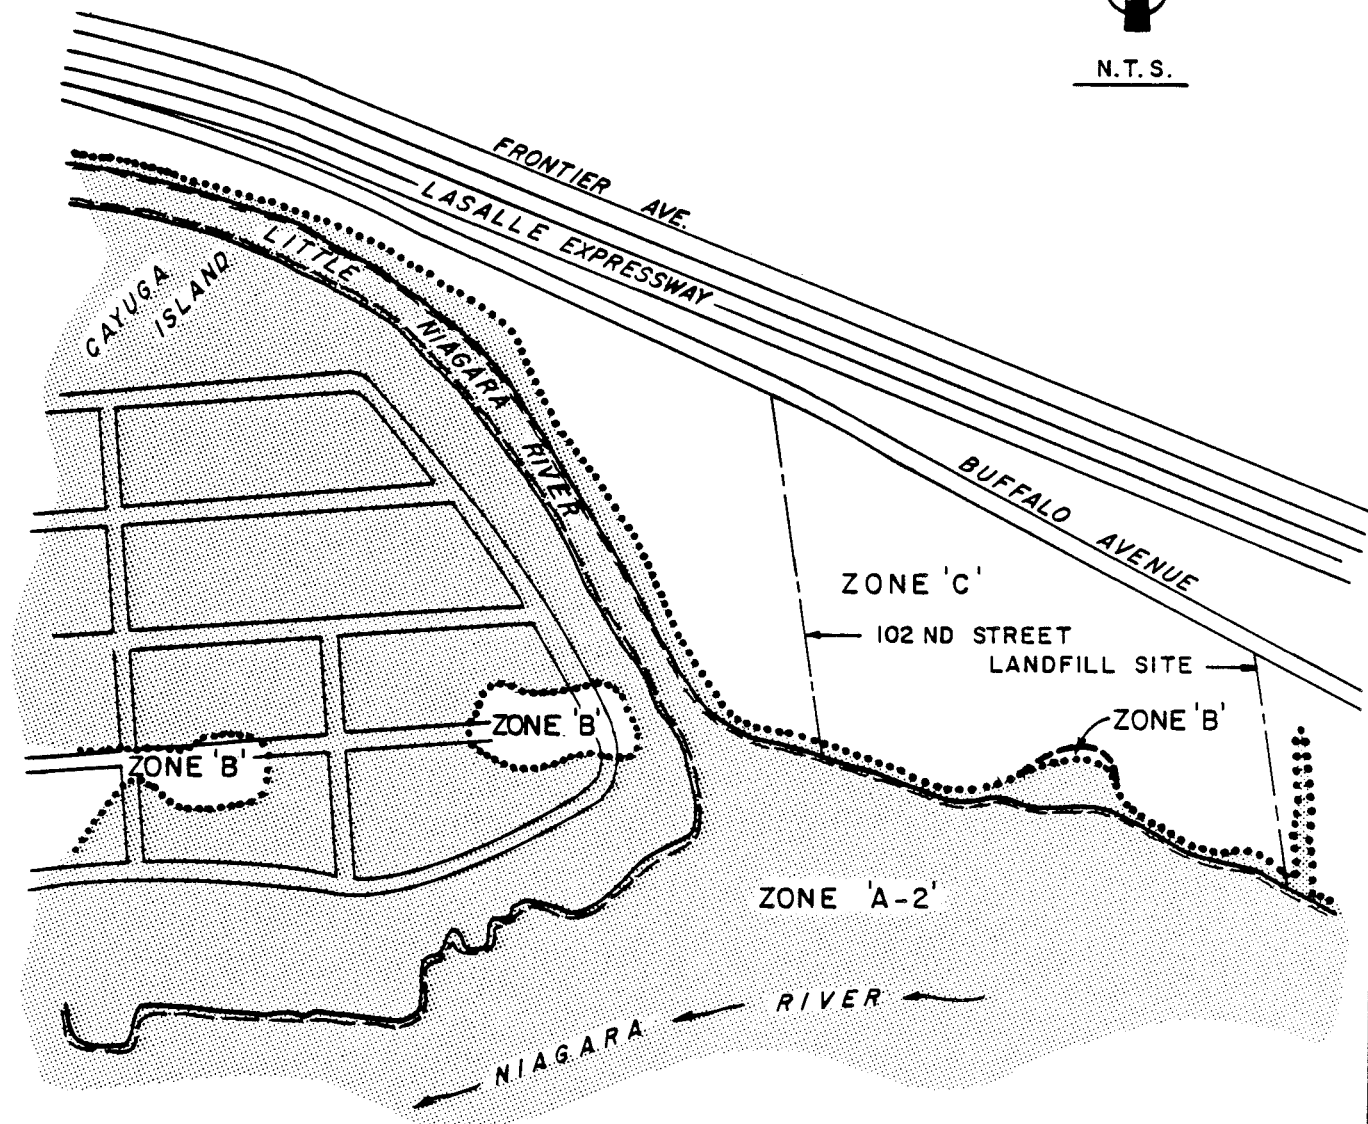 N.T.S.
FRONTIER AVE.
LASALLE EXPRESSWAY
LITTLE NIAGARA RIVER
CAYUGA
ISLAND
BUFFALO AVENUE
ZONE 'C'
102 ND STREET
LANDFILL SITE
ZONE 'B'
ZONE 'B'
ZONE 'B'
ZONE 'A-2'
NIAGARA RIVER